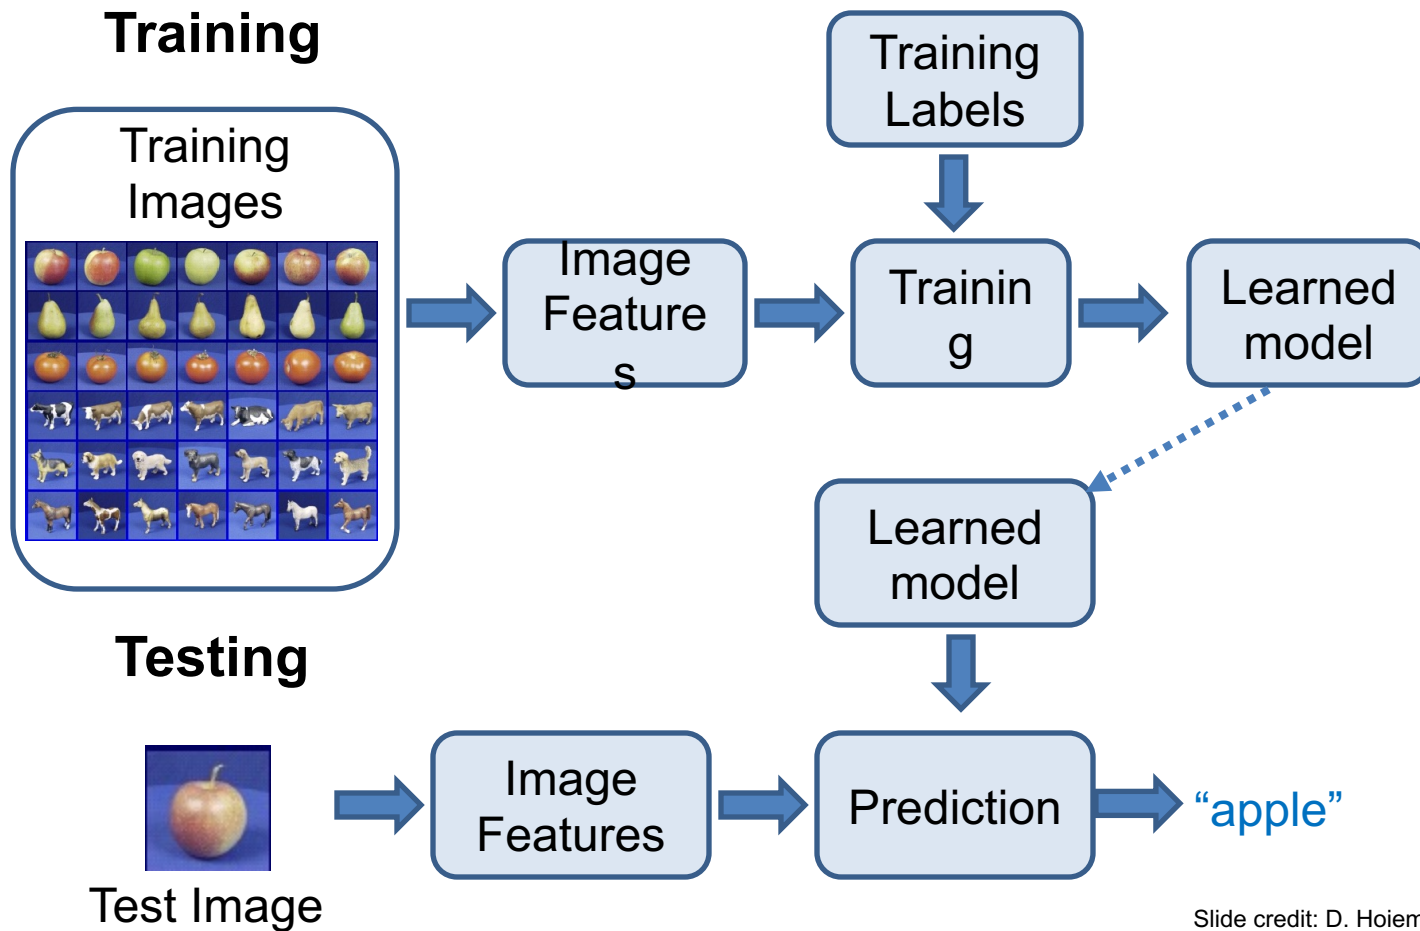 Training
Training
Labels
Training
Images
Image
Feature
s
Trainin
g
Learned
model
Learned
model
Testing
Image
Features
Prediction
“apple”
Test Image
Slide credit: D. Hoiem